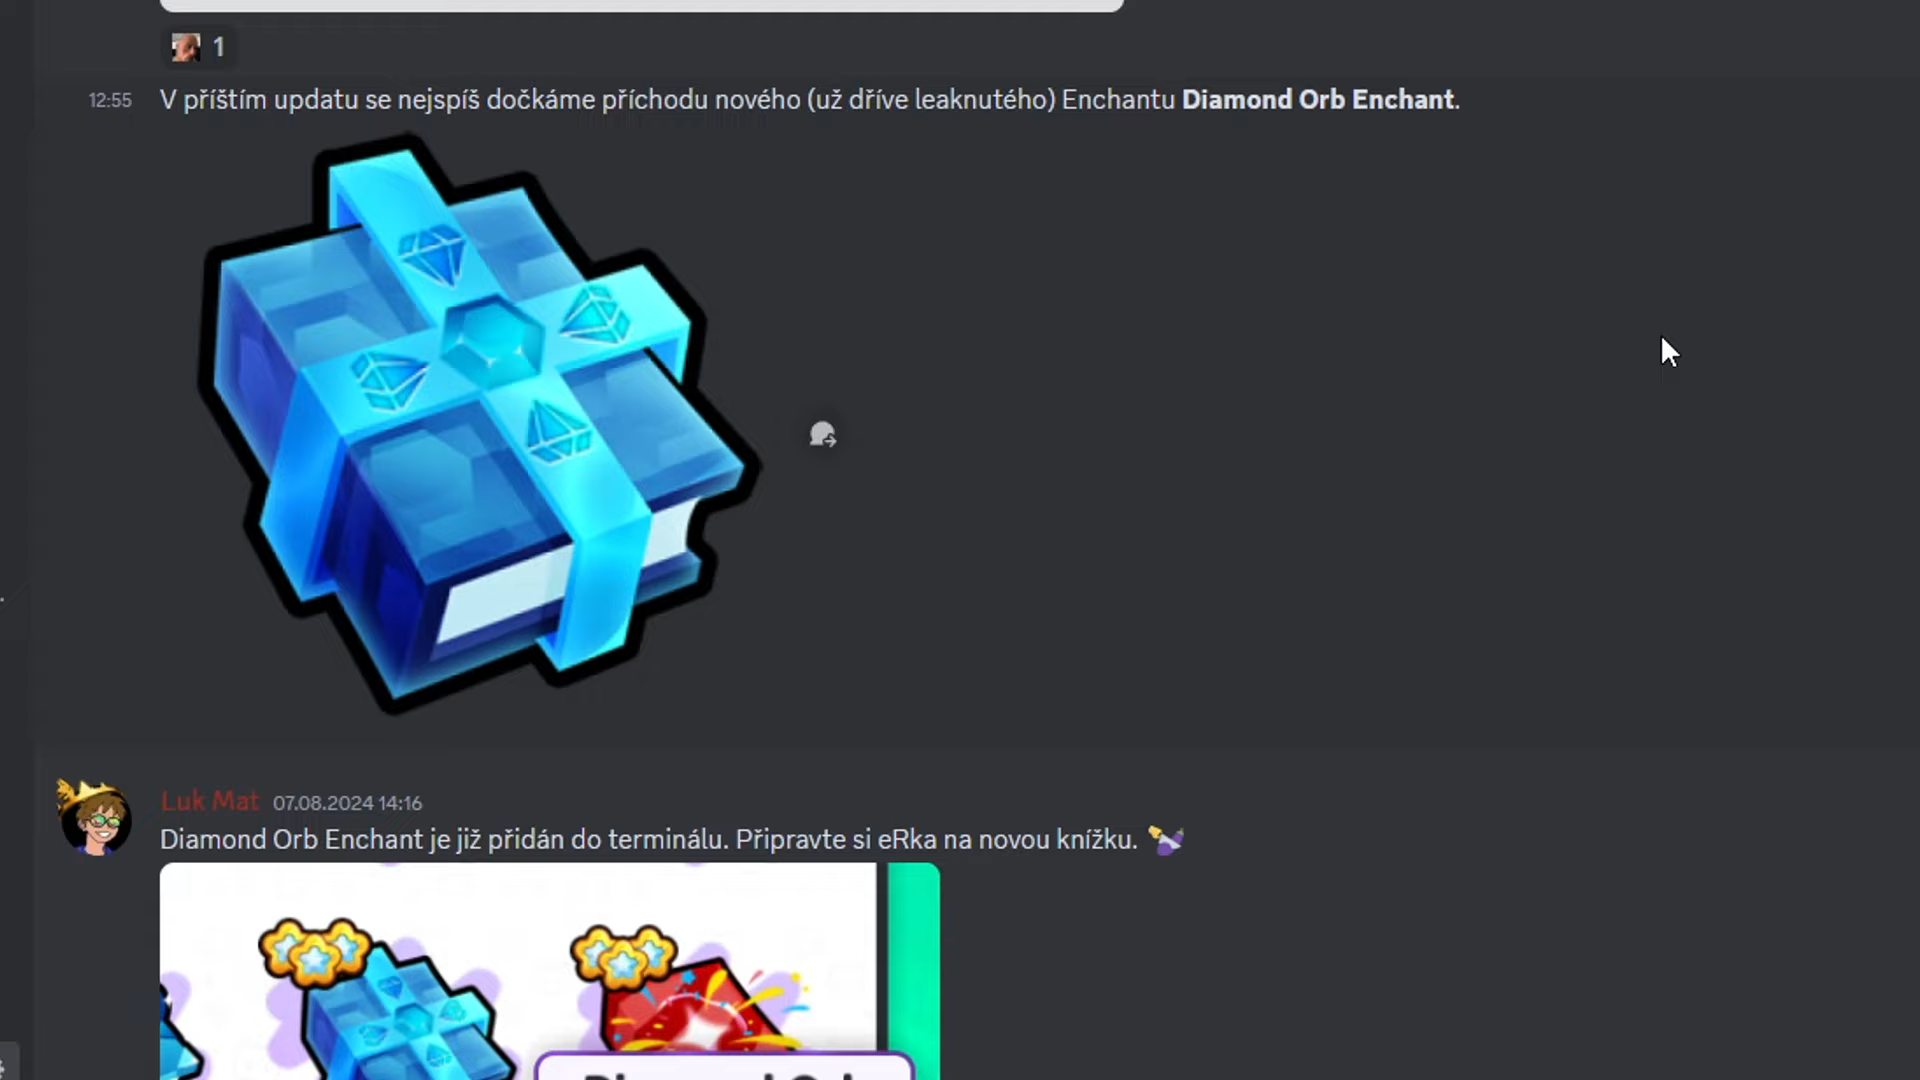 1
12:55 V příštím updatu se nejspíš dočkáme příchodu nového (už dříve leaknutého) Enchantu Diamond Orb Enchant.
Luk Mat 07.08.2024 14:16
Diamond Orb Enchant je již přidán do terminálu. Připravte si eRka na novou knížku.
Diamond Orb